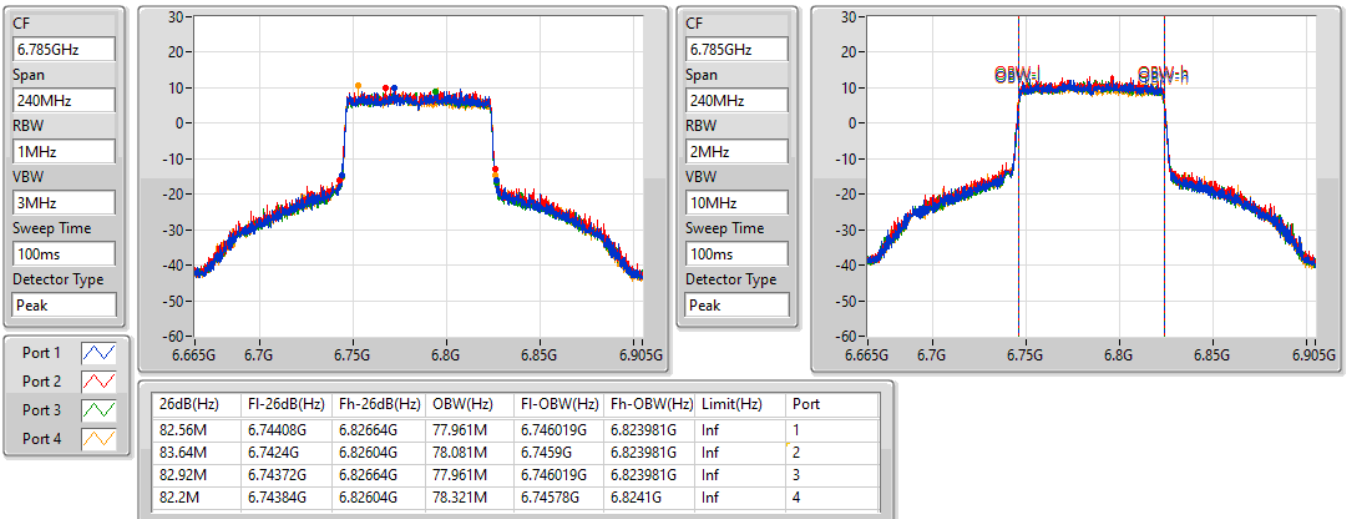 CF
6.785GHz
Span
240MHz
RBW
1MHz
VBW
3MHz
Sweep Time
100ms
Detector Type
Peak
30
20
10
0
-10
-20
-30
-40
-50
-60
6.665G 6.7G 6.75G 6.8G 6.85G 6.905G
CF
6.785GHz
Span
240MHz
RBW
2MHz
VBW
10MHz
Sweep Time
100ms
Detector Type
Peak
30
20
10
0
-10
-20
-30
-40
-50
-60
OBW-l OBW-h
6.665G 6.7G 6.75G 6.8G 6.85G 6.905G
Port 1
Port 2
Port 3
Port 4
26dB(Hz) Fl-26dB(Hz) Fh-26dB(Hz) OBW(Hz) Fl-OBW(Hz) Fh-OBW(Hz) Limit(Hz) Port
82.56M 6.74408G 6.82664G 77.961M 6.746019G 6.823981G Inf 1
83.64M 6.7424G 6.82604G 78.081M 6.7459G 6.823981G Inf 2
82.92M 6.74372G 6.82664G 77.961M 6.746019G 6.823981G Inf 3
82.2M 6.74384G 6.82604G 78.321M 6.74578G 6.8241G Inf 4